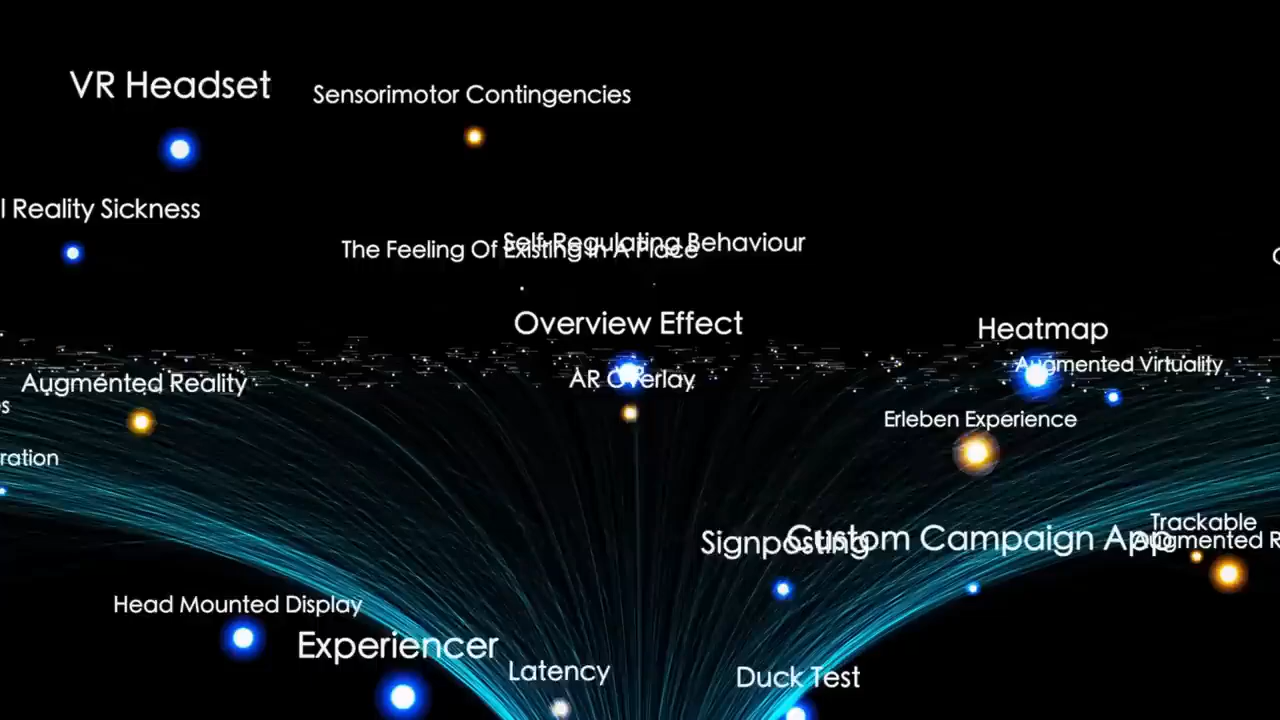 VR Headset
Sensorimotor Contingencies
l Reality Sickness
Self-Regulating Behaviour
The Feeling Of Existing In A Place
Overview Effect
Heatmap
Augmented Virtuality
AR Overlay
Augmented Reality
s
Erleben Experience
ration
Trackable
Custom Campaign App
Signposting
Augmented R
Head Mounted Display
Experiencer
Latency
Duck Test